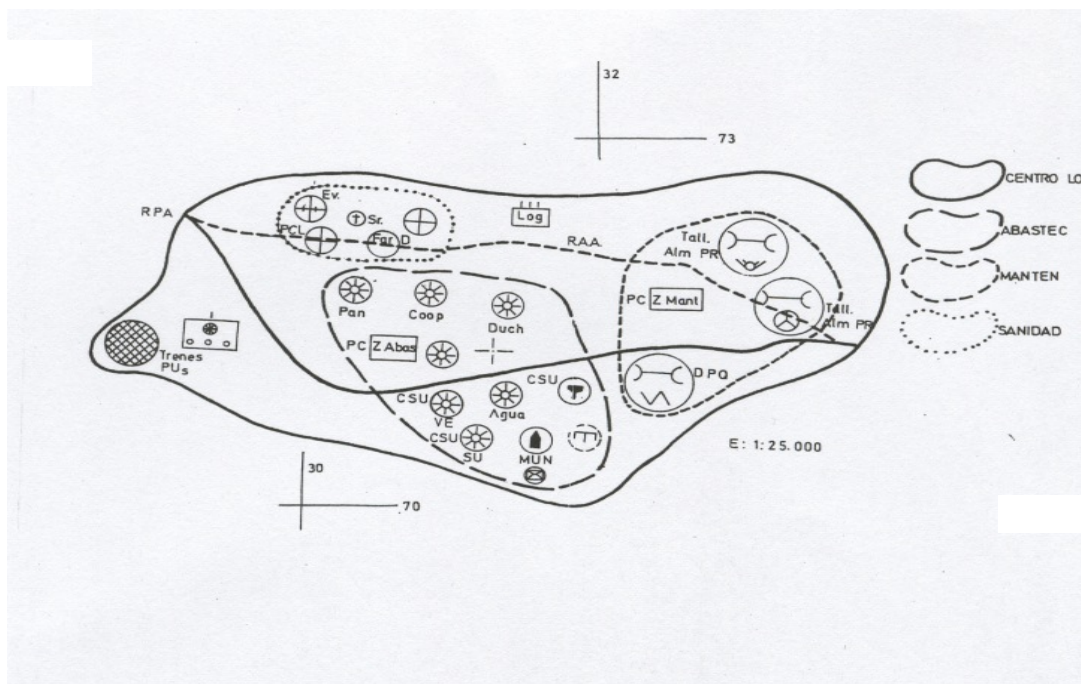 32
73
CENTRO LO
ABASTEC
MANTEN
SANIDAD
RPA
Ev.
Sr.
PCL
Far D
Log
R.A.A.
Tall.
Alm PR
PC Z Mant
Tall.
Alm PR
Pan
Coop
Duch
PC Z Abas
Trenes
PUs
CSU
VE
CSU
SU
Agua
CSU
MUN
D PQ
E: 1:25.000
30
70